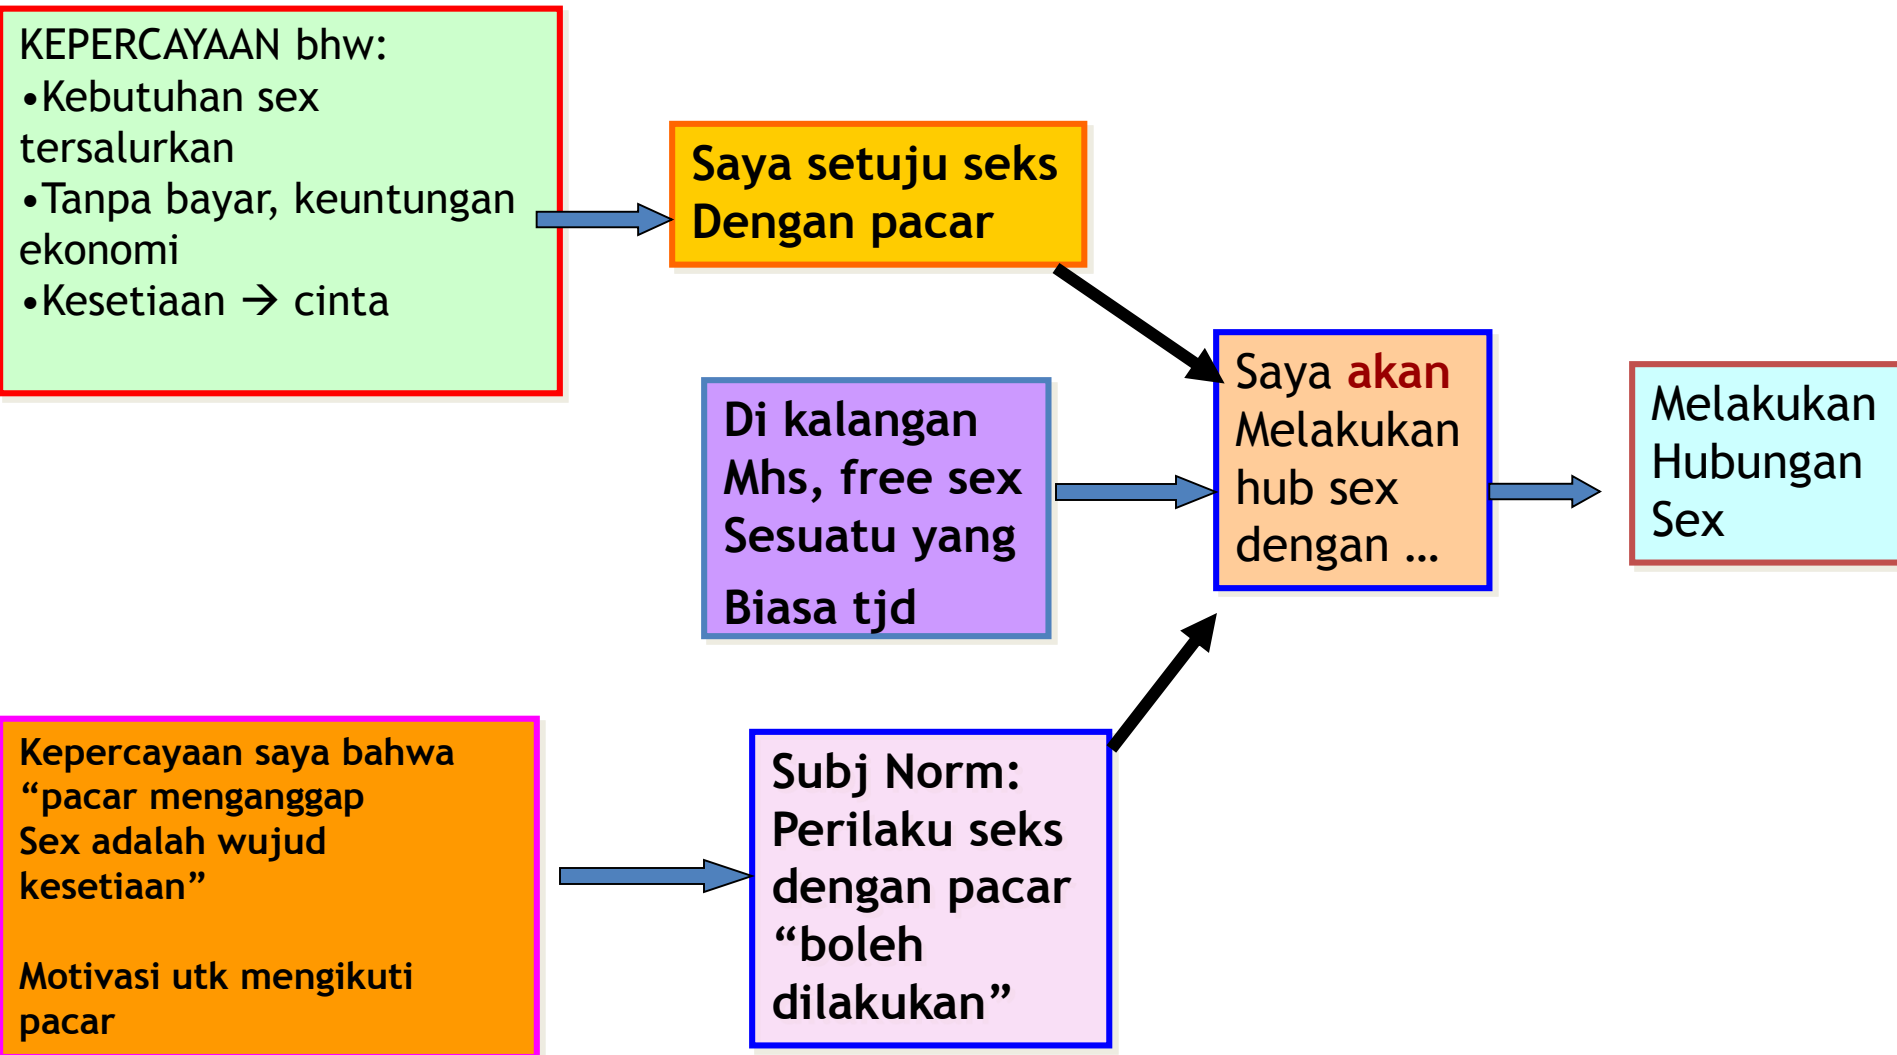 KEPERCAYAAN bhw:
•Kebutuhan sex
tersalurkan
•Tanpa bayar, keuntungan
ekonomi
•Kesetiaan → cinta
Saya setuju seks
Dengan pacar
Di kalangan
Mhs, free sex
Sesuatu yang
Biasa tjd
Saya akan
Melakukan
hub sex
dengan …
Melakukan
Hubungan
Sex
Kepercayaan saya bahwa
“pacar menganggap
Sex adalah wujud
kesetiaan”
Motivasi utk mengikuti
pacar
Subj Norm:
Perilaku seks
dengan pacar
“boleh
dilakukan”